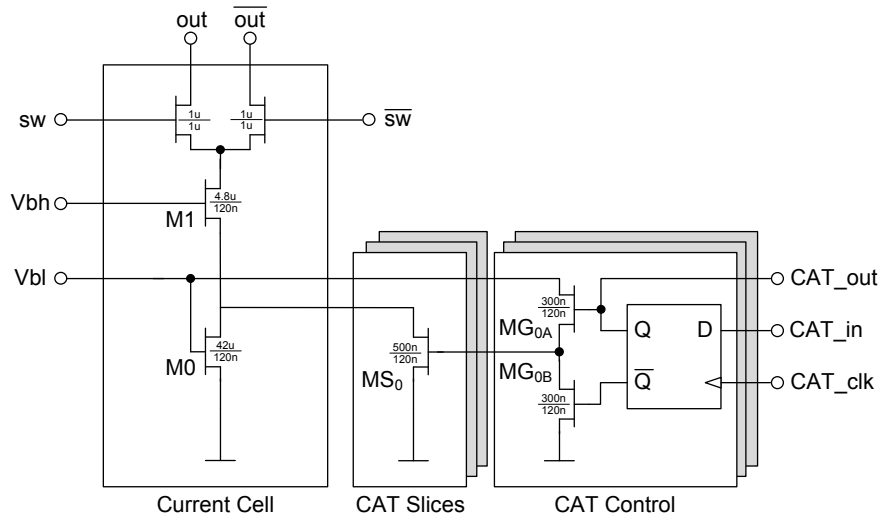 out
out
sw
1u
1u
1u
1u
sw
Vbh
4.8u
120n
M1
Vbl
CAT_out
300n
120n
MG0A
Q
D
CAT_in
M0
42u
120n
500n
120n
MS0
MG0B
Q
CAT_clk
300n
120n
Current Cell
CAT Slices
CAT Control